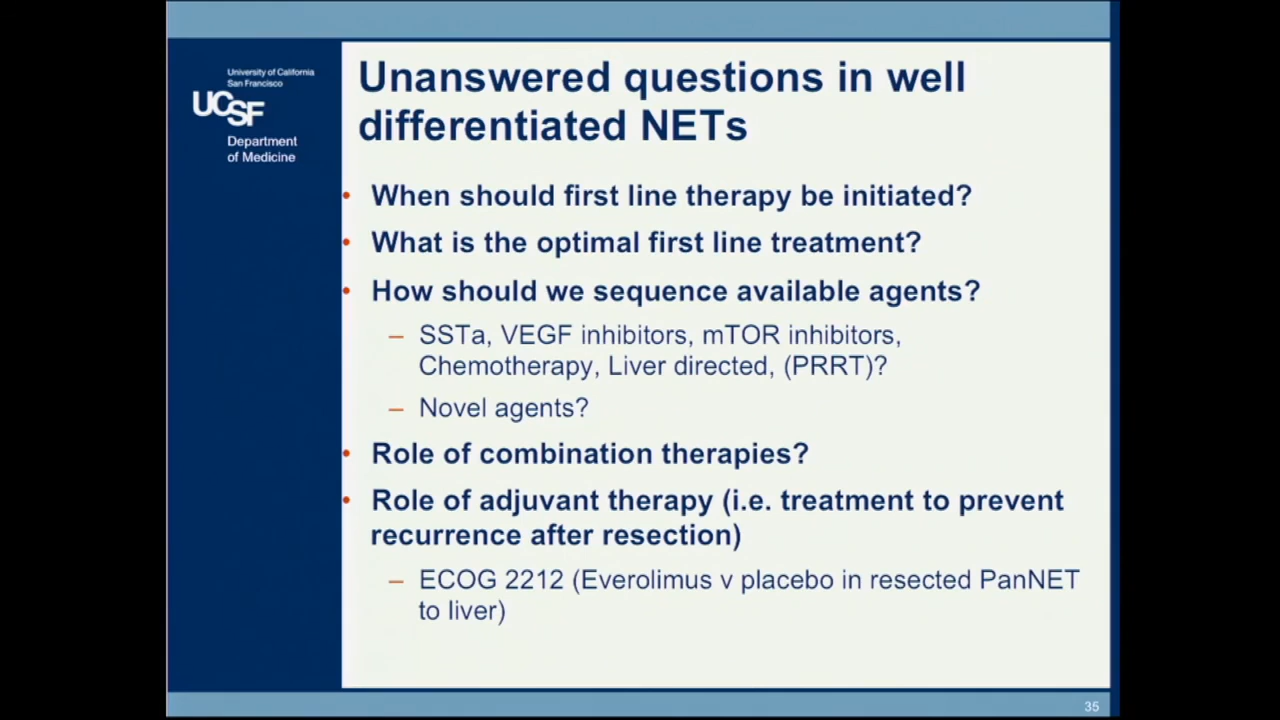 University of California
San Francisco
UCSF
Department
of Medicine
Unanswered questions in well
differentiated NETs
• When should first line therapy be initiated?
• What is the optimal first line treatment?
• How should we sequence available agents?
– SSTa, VEGF inhibitors, mTOR inhibitors,
Chemotherapy, Liver directed, (PRRT)?
– Novel agents?
• Role of combination therapies?
• Role of adjuvant therapy (i.e. treatment to prevent
recurrence after resection)
– ECOG 2212 (Everolimus v placebo in resected PanNET
to liver)
35